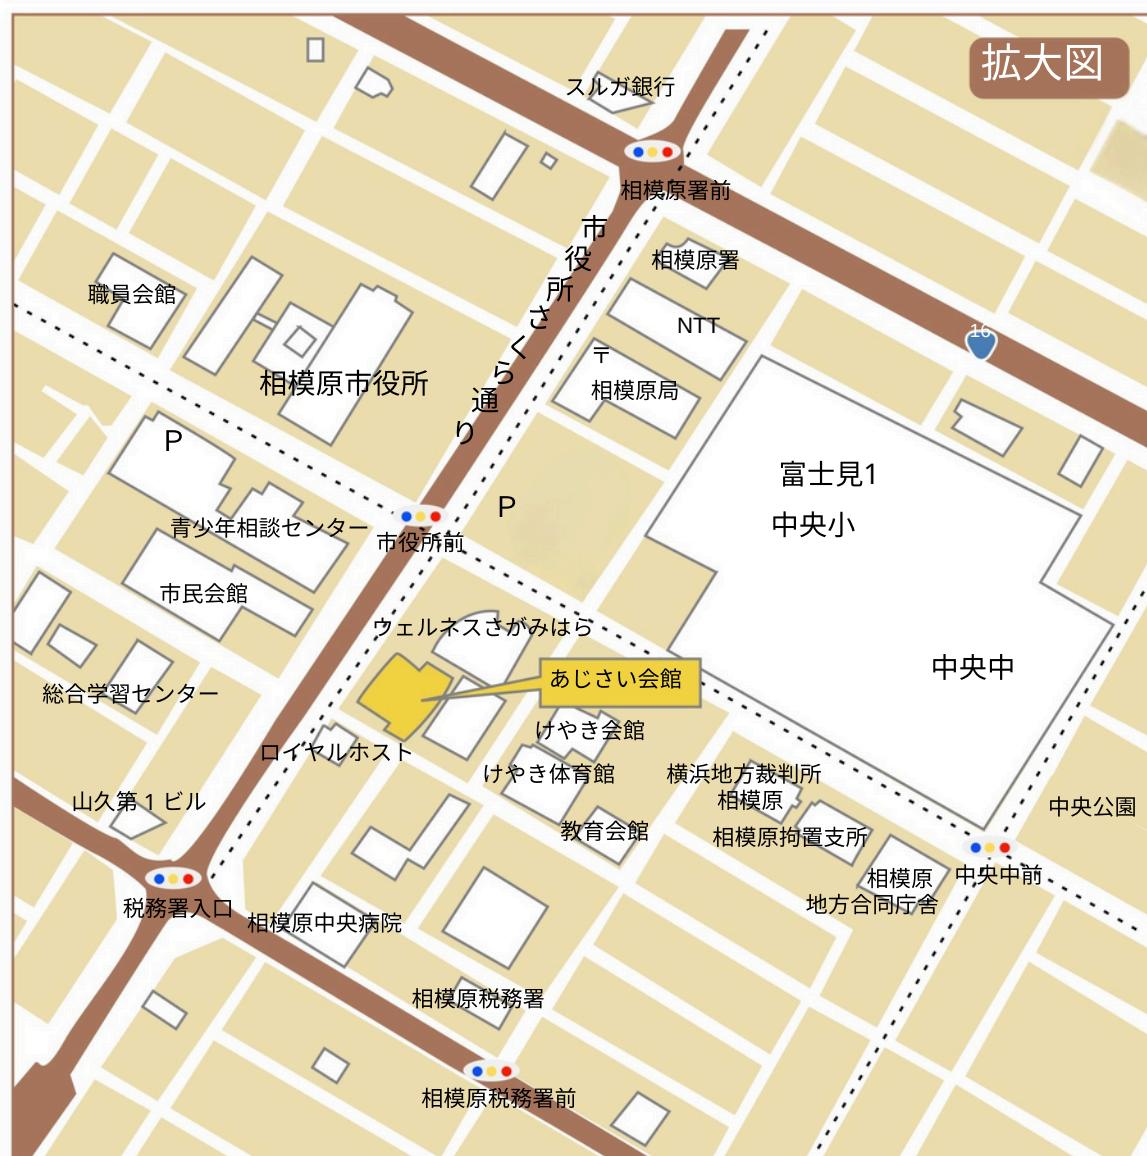 拡大図
スルガ銀行
相模原署前
市役所さくら通り
相模原署
職員会館
NTT
16
〒
相模原局
相模原市役所
P
富士見1
中央小
P
青少年相談センター
市役所前
市民会館
ウェルネスさがみはら
中央中
あじさい会館
総合学習センター
けやき会館
ロイヤルホスト
けやき体育館
横浜地方裁判所
相模原
山久第1ビル
中央公園
教育会館
相模原拘置支所
相模原
地方合同庁舎
中央中前
税務署入口
相模原中央病院
相模原税務署
相模原税務署前